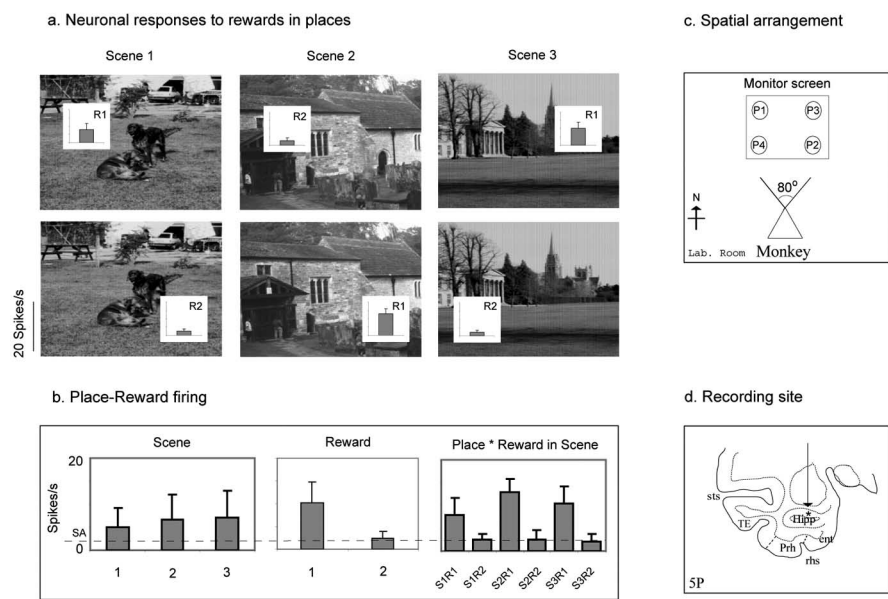 a. Neuronal responses to rewards in places
Scene 1
Scene 2
Scene 3
R1
R2
R1
R2
R1
R2
20 Spikes/s
b. Place-Reward firing
Scene
Reward
Place * Reward in Scene
20
Spikes/s
SA
0
1 2 3
1 2
S1R1 S1R2 S2R1 S2R2 S3R1 S3R2
c. Spatial arrangement
Monitor screen
P1 P3
P4 P2
80o
N
Lab. Room
Monkey
d. Recording site
sts
TE
Hipp
*
Prh
ent
rhs
5P